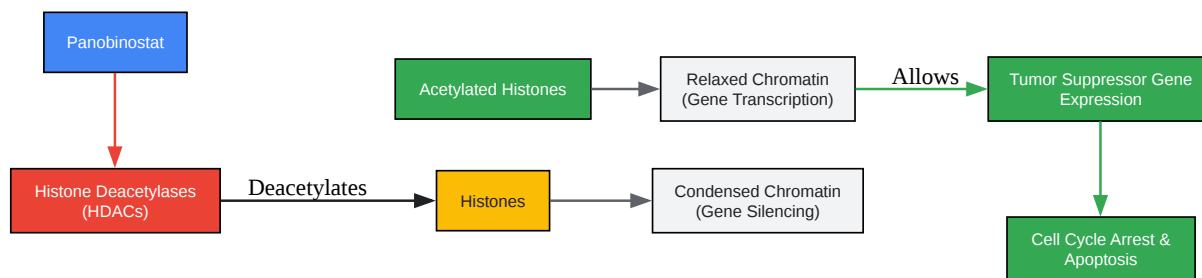 Panobinostat
Acetylated Histones
Relaxed Chromatin
(Gene Transcription)
Allows
Tumor Suppressor Gene
Expression
Histone Deacetylases
(HDACs)
Deacetylates
Histones
Condensed Chromatin
(Gene Silencing)
Cell Cycle Arrest &
Apoptosis